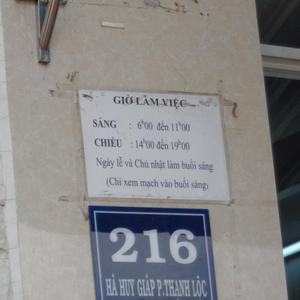 GIỜ LÀM VIỆC
SÁNG : 6h00 đến 11h00
CHIỀU : 14h00 đến 19h00
Ngày lễ và Chủ nhật làm buổi sáng
(Chỉ xem mạch vào buổi sáng)
216
HÀ HUY GIÁP P.THẠNH LỘC